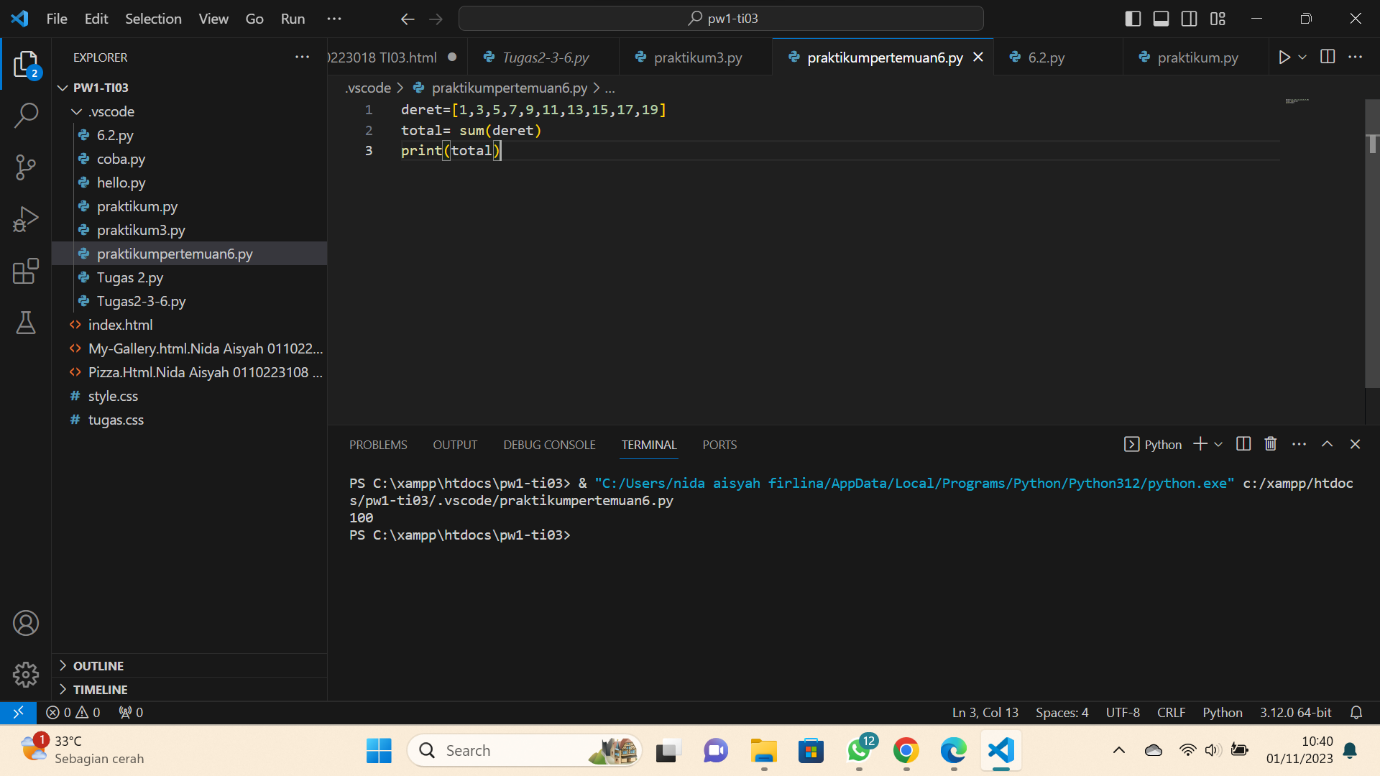 File Edit Selection View Go Run ···
pw1-ti03
EXPLORER ···
PW1-TI03
.vscode
6.2.py
coba.py
hello.py
praktikum.py
praktikum3.py
praktikumpertemuan6.py
Tugas 2.py
Tugas2-3-6.py
index.html
My-Gallery.html.Nida Aisyah 011022...
Pizza.Html.Nida Aisyah 0110223108 ...
style.css
tugas.css
OUTLINE
TIMELINE
2
0223018 TI03.html Tugas2-3-6.py praktikum3.py praktikumpertemuan6.py 6.2.py praktikum.py
.vscode > praktikumpertemuan6.py > ...
1 deret=[1,3,5,7,9,11,13,15,17,19]
2 total= sum(deret)
3 print(total)
PROBLEMS OUTPUT DEBUG CONSOLE TERMINAL PORTS
Python
PS C:\xampp\htdocs\pw1-ti03> & "C:/Users/nida aisyah firlina/AppData/Local/Programs/Python/Python312/python.exe" c:/xampp/htdoc
s/pw1-ti03/.vscode/praktikumpertemuan6.py
100
PS C:\xampp\htdocs\pw1-ti03>
0 0 0 Ln 3, Col 13 Spaces: 4 UTF-8 CRLF Python 3.12.0 64-bit
1
33°C
Sebagian cerah
Search
12
10:40
01/11/2023